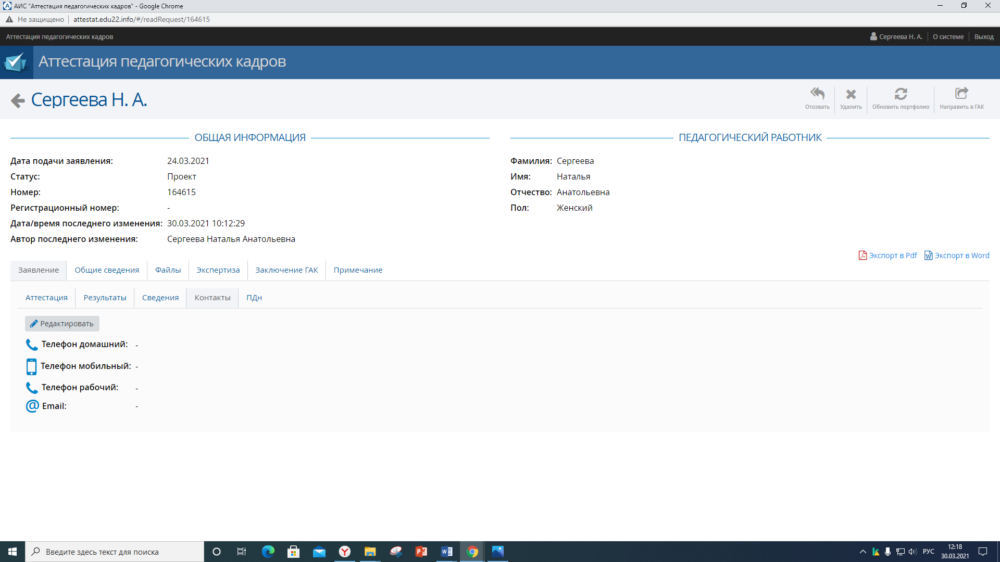 АИС "Аттестация педагогических кадров" - Google Chrome
Не защищено attestat.edu22.info/#/readRequest/164615
Аттестация педагогических кадров Сергеева Н. А. О системе Выход
Аттестация педагогических кадров
Сергеева Н. А.
Отозвать Удалить Обновить портфолио Направить в ГАК
ОБЩАЯ ИНФОРМАЦИЯ
Дата подачи заявления: 24.03.2021
Статус: Проект
Номер: 164615
Регистрационный номер: -
Дата/время последнего изменения: 30.03.2021 10:12:29
Автор последнего изменения: Сергеева Наталья Анатольевна
ПЕДАГОГИЧЕСКИЙ РАБОТНИК
Фамилия: Сергеева
Имя: Наталья
Отчество: Анатольевна
Пол: Женский
Экспорт в Pdf Экспорт в Word
Заявление Общие сведения Файлы Экспертиза Заключение ГАК Примечание
Аттестация Результаты Сведения Контакты ПДн
Редактировать
Телефон домашний: -
Телефон мобильный: -
Телефон рабочий: -
@ Email: -
Введите здесь текст для поиска
РУС
12:18
30.03.2021